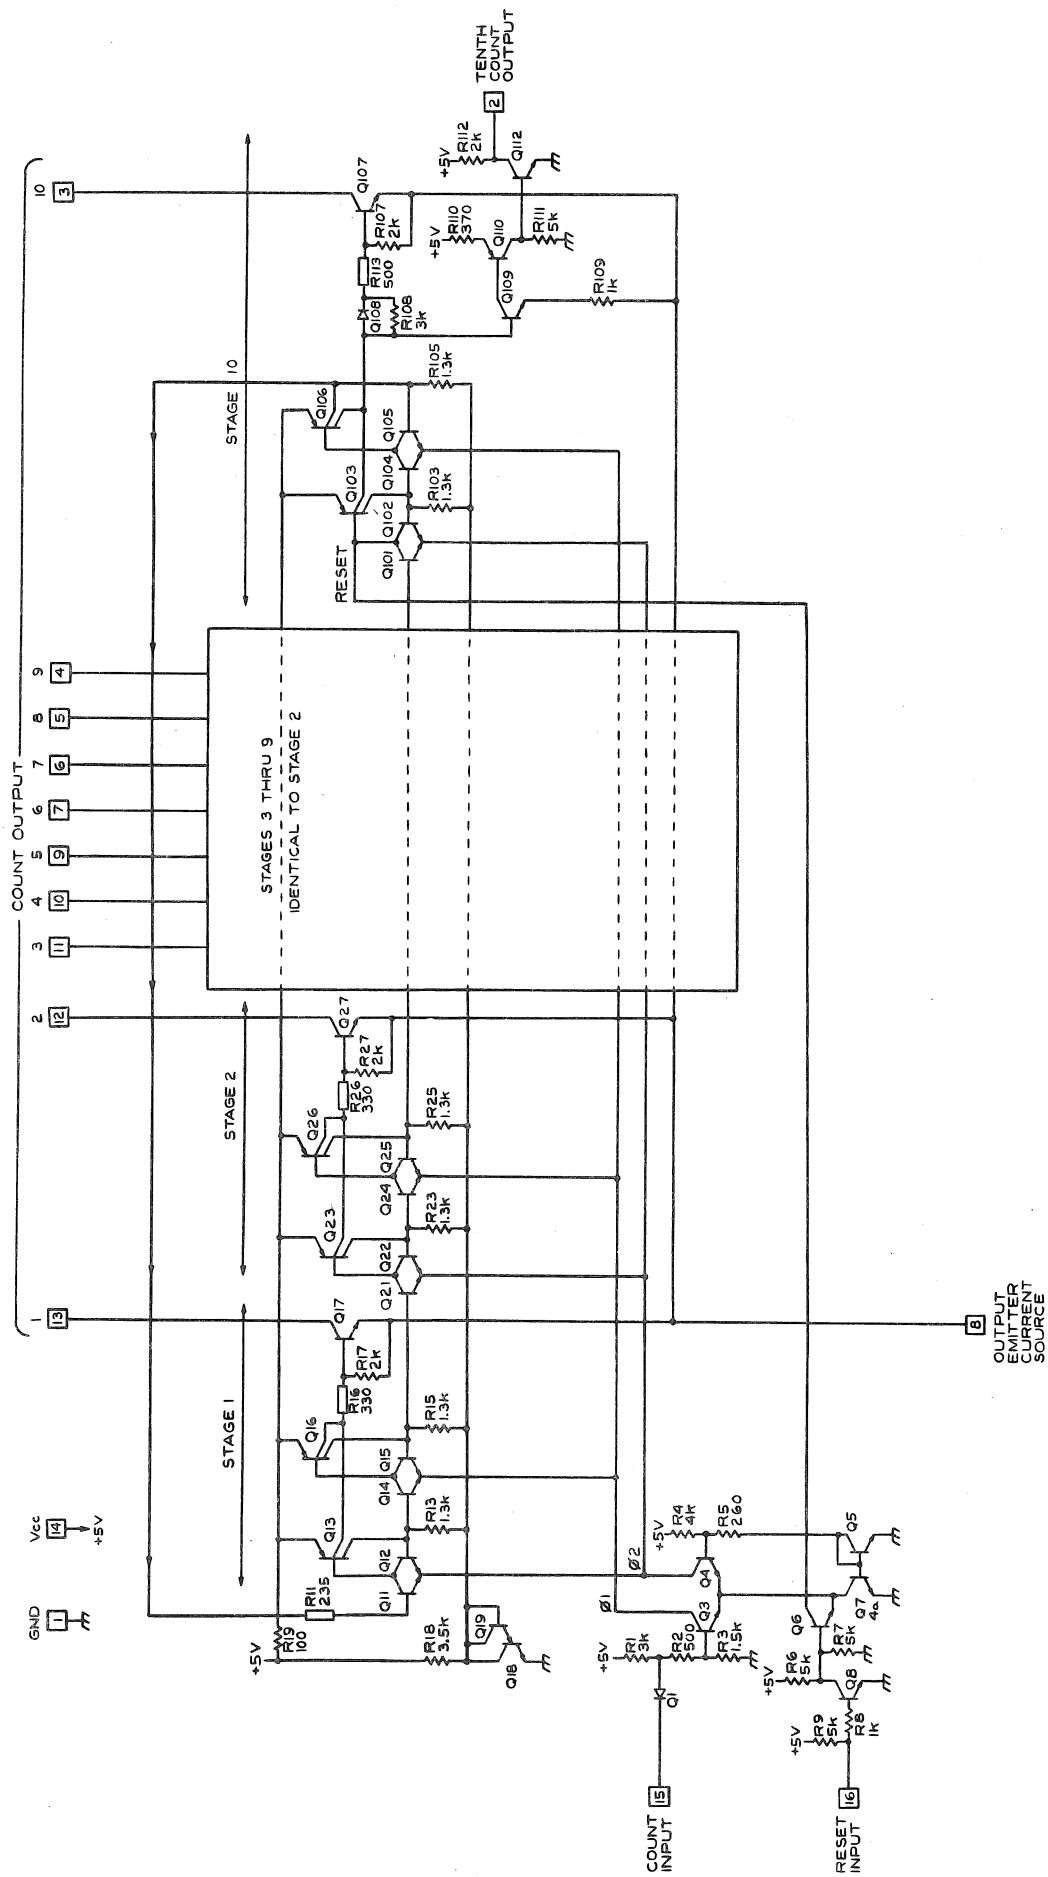 COUNT OUTPUT
1
2
3
4
5
6
7
8
9
10
13
12
11
10
9
7
6
5
4
3
GND
1
Vcc
14
+5V
STAGE 1
STAGE 2
STAGES 3 THRU 9
IDENTICAL TO STAGE 2
STAGE 10
+5V
R19
100
R11
235
Q13
Q16
R16
330
R17
2k
Q17
Q23
Q26
R26
330
R27
2k
Q27
RESET
Q103
Q106
Q108
R108
3k
R113
500
R107
2k
Q107
Q11
Q12
Q14
Q15
Q21
Q22
Q24
Q25
Q101
Q102
Q104
Q105
R18
3.5k
R13
1.3k
R15
1.3k
R23
1.3k
R25
1.3k
R103
1.3k
R105
1.3k
Q18
Q19
+5V
R110
370
Q109
Q110
R111
5k
R109
1k
+5V
R112
2k
Q112
2
TENTH
COUNT
OUTPUT
COUNT
INPUT
15
Q1
+5V
R1
3k
R2
500
R3
1.5k
Ø1
Ø2
Q3
Q4
+5V
R4
4k
R5
260
Q5
Q7
4a
Q6
R7
5k
+5V
R6
5k
Q8
+5V
R9
5k
R8
1k
RESET
INPUT
16
8
OUTPUT
EMITTER
CURRENT
SOURCE